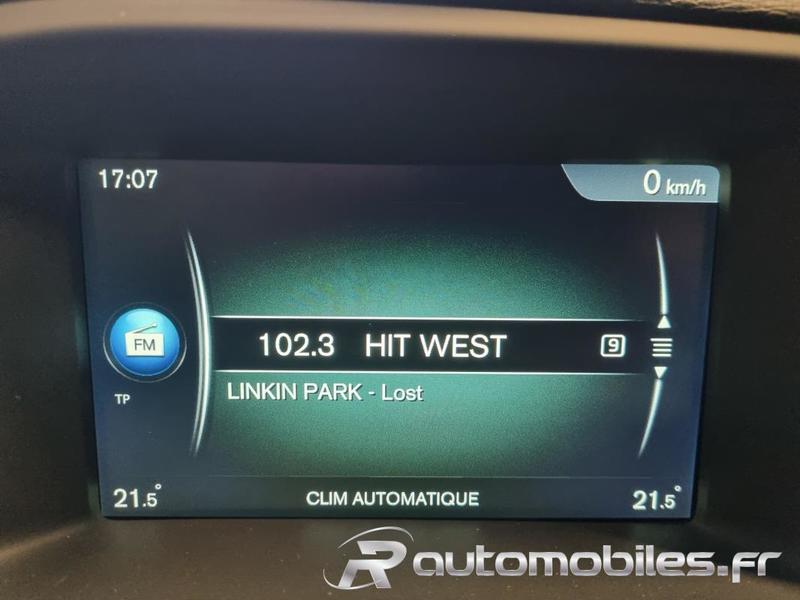 17:07
0 km/h
FM
102.3 HIT WEST 9
LINKIN PARK - Lost
TP
21.5° CLIM AUTOMATIQUE 21.5°
R automobiles.fr